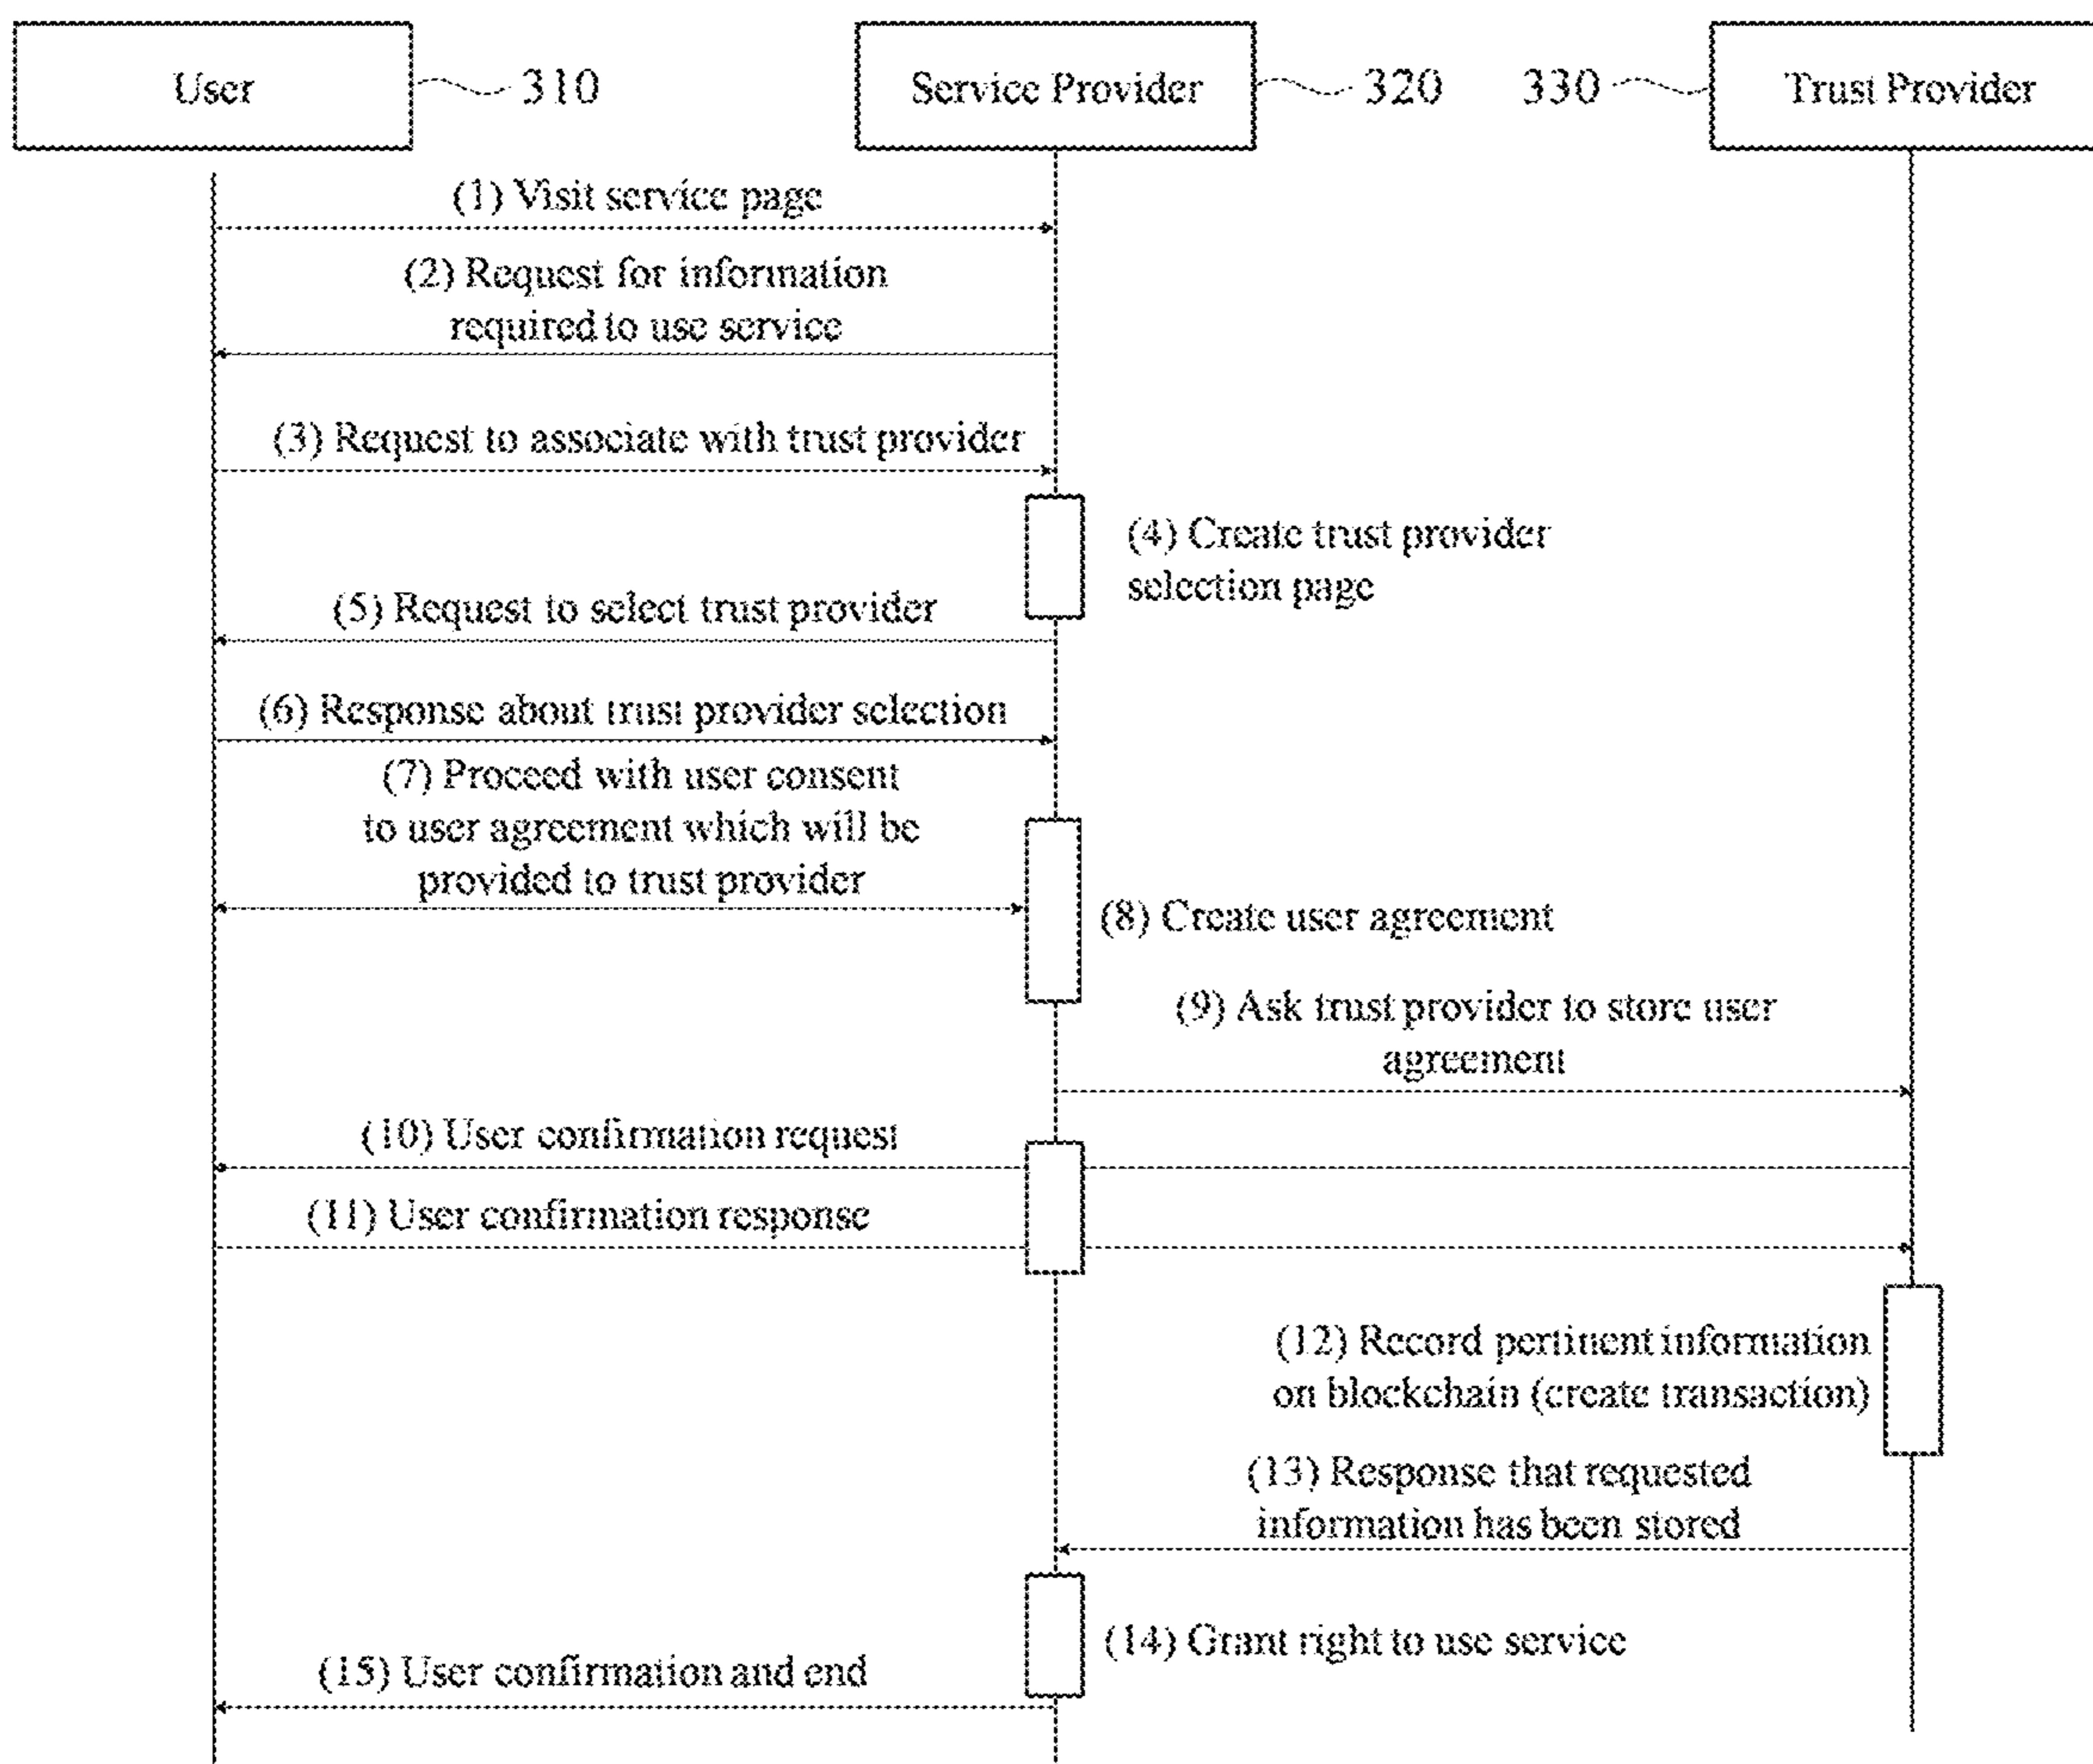 User
310
Service Provider
320
330
Trust Provider
(1) Visit service page
(2) Request for information
required to use service
(3) Request to associate with trust provider
(4) Create trust provider
selection page
(5) Request to select trust provider
(6) Response about trust provider selection
(7) Proceed with user consent
to user agreement which will be
provided to trust provider
(8) Create user agreement
(9) Ask trust provider to store user
agreement
(10) User confirmation request
(11) User confirmation response
(12) Record pertinent information
on blockchain (create transaction)
(13) Response that requested
information has been stored
(14) Grant right to use service
(15) User confirmation and end